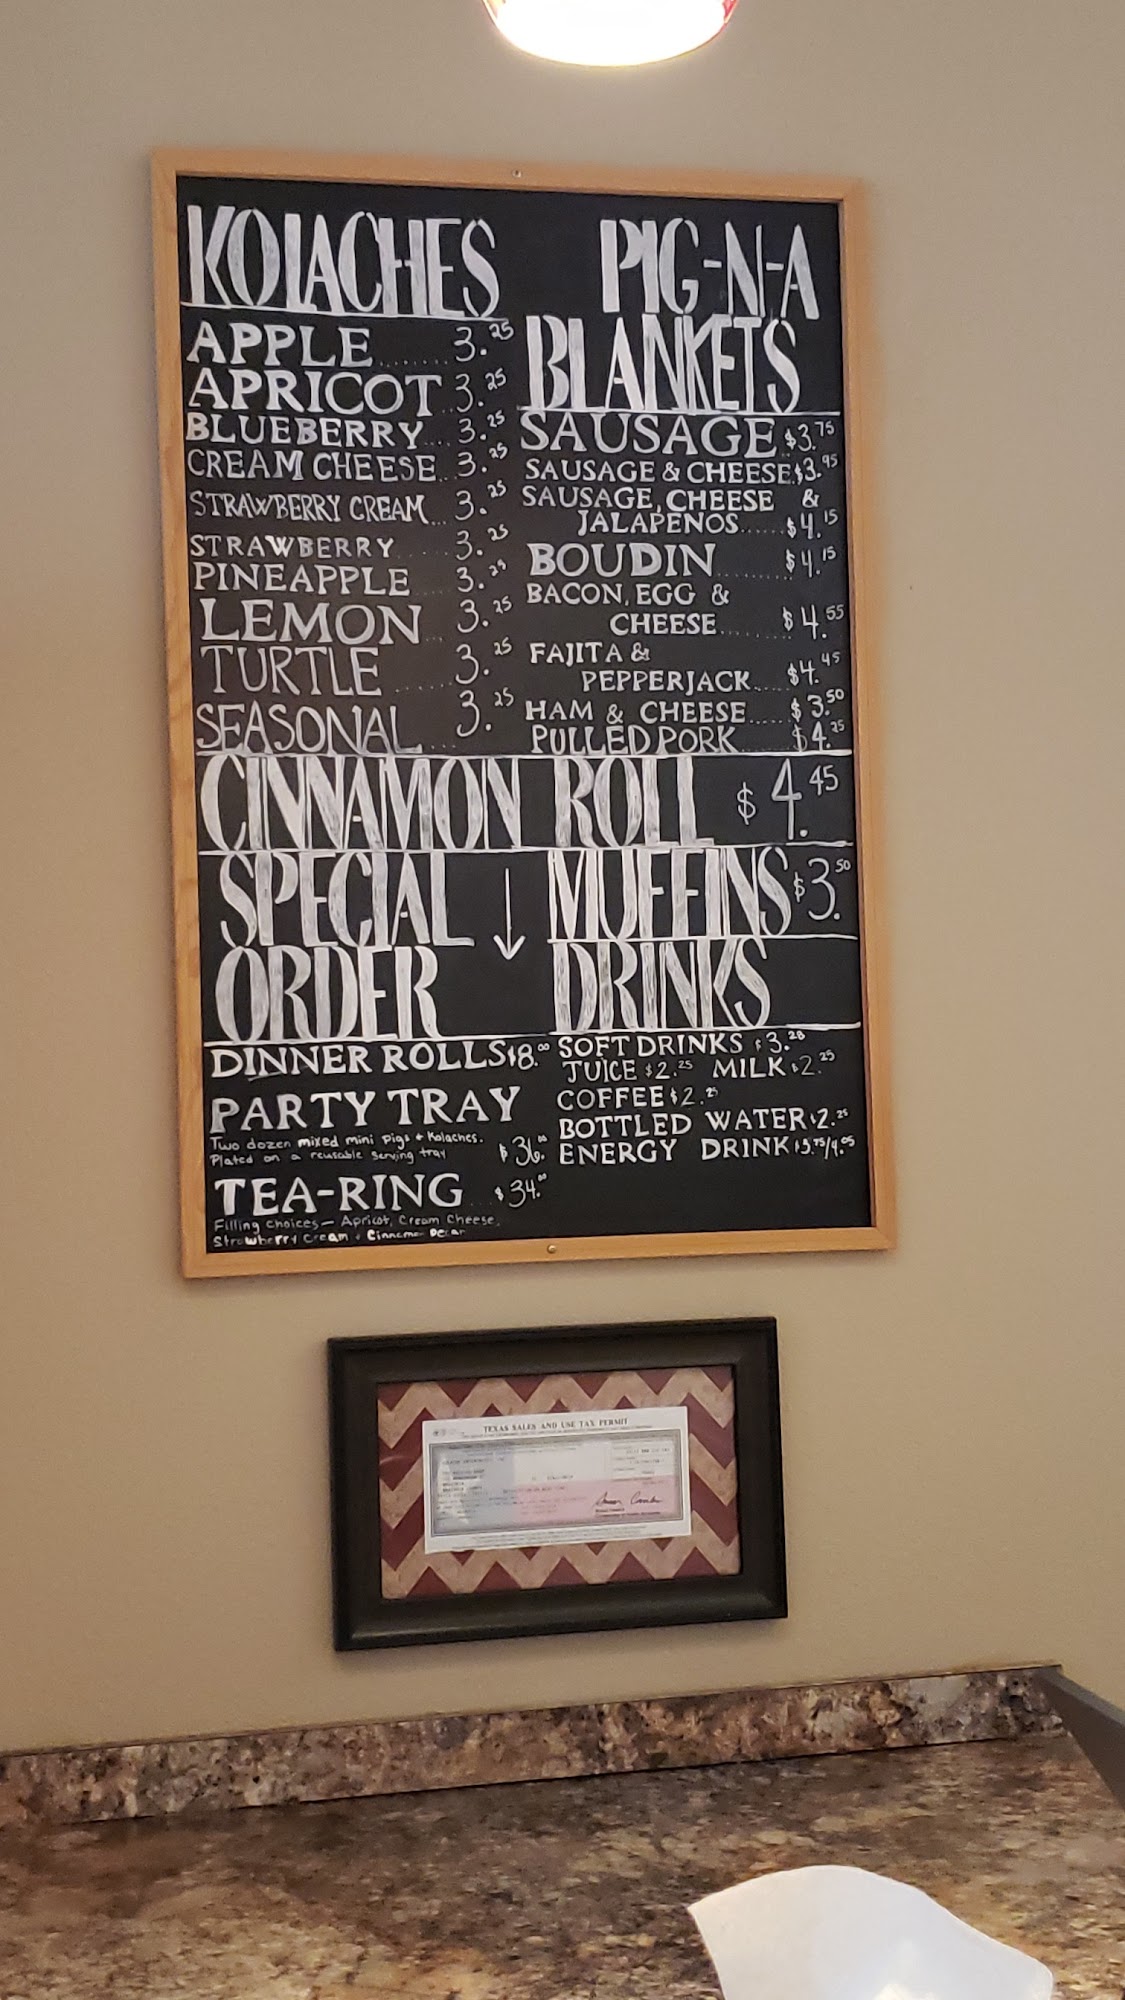 KOLACHES
APPLE........ 3.25
APRICOT.. 3.25
BLUEBERRY... 3.25
CREAM CHEESE.. 3.25
STRAWBERRY CREAM... 3.25
STRAWBERRY..... 3.25
PINEAPPLE..... 3.25
LEMON.. 3.25
TURTLE...... 3.25
SEASONAL... 3.25
PIG-N-A
BLANKETS
SAUSAGE $3.75
SAUSAGE & CHEESE $3.95
SAUSAGE, CHEESE &
JALAPENOS...... $4.15
BOUDIN......... $4.15
BACON, EGG &
CHEESE....... $4.55
FAJITA &
PEPPERJACK.... $4.45
HAM & CHEESE..... $3.50
PULLED PORK...... $4.25
CINNAMON ROLL $4.45
MUFFINS $3.50
SPECIAL
ORDER
DINNER ROLLS $8.00
PARTY TRAY
Two dozen mixed mini pigs + Kolaches.
Plated on a reusable serving tray $36.00
TEA-RING $34.00
Filling choices - Apricot, Cream Cheese,
Strawberry Cream + Cinnamon Pecan
DRINKS
SOFT DRINKS $3.28
JUICE $2.25 MILK $2.25
COFFEE $2.25
BOTTLED WATER $2.25
ENERGY DRINK
TEXAS SALES AND USE TAX PERMIT